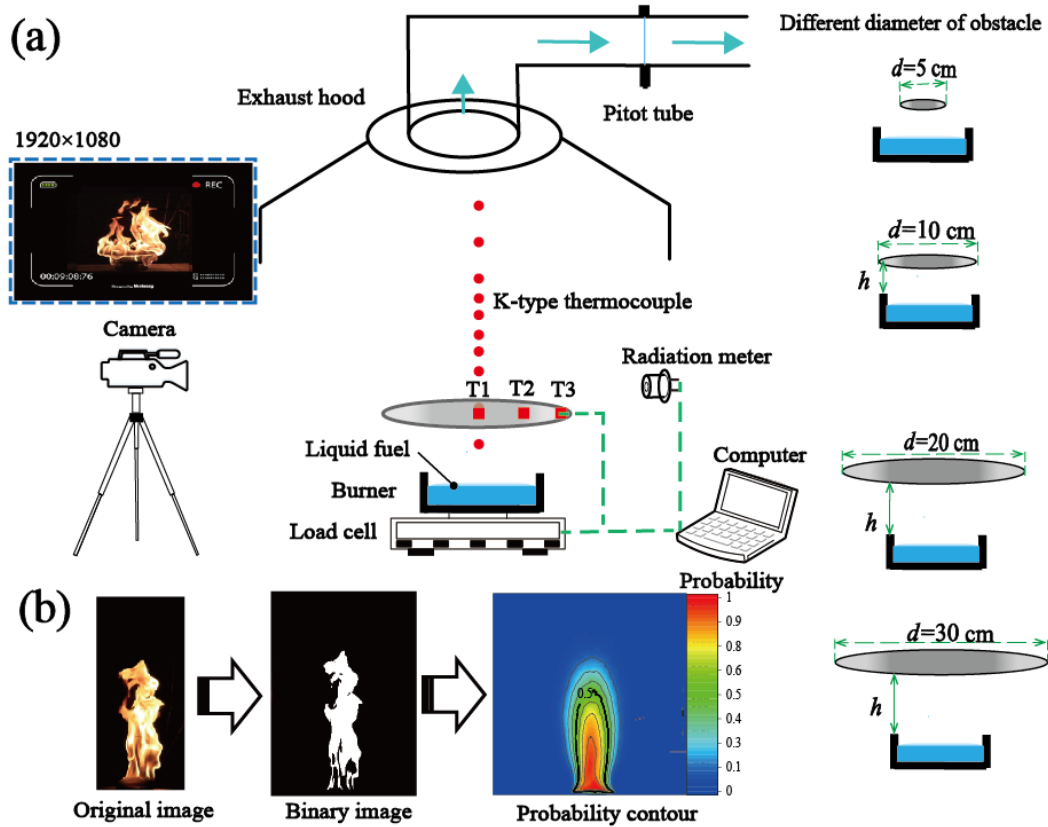 (a)
Different diameter of obstacle
Exhaust hood
Pitot tube
1920×1080
REC
00:09:08:76
Camera
K-type thermocouple
Radiation meter
T1 T2 T3
Liquid fuel
Burner
Load cell
Computer
d=5 cm
d=10 cm
h
d=20 cm
h
d=30 cm
h
(b)
Probability
1
0.9
0.8
0.7
0.6
0.5
0.4
0.3
0.2
0.1
0
0.5
Original image
Binary image
Probability contour